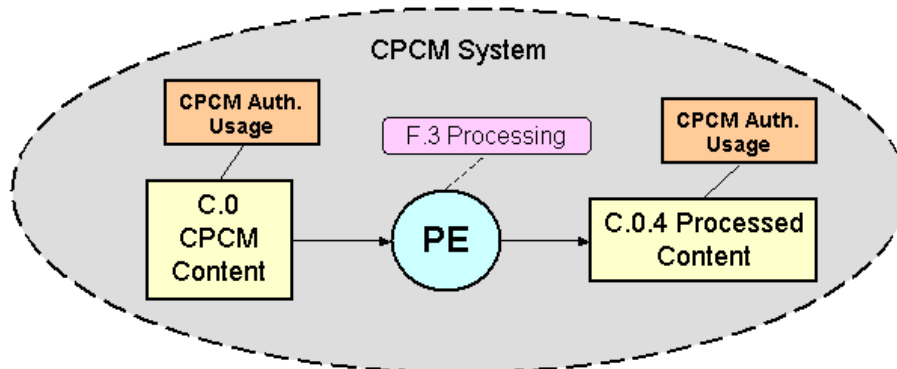 CPCM System
CPCM Auth.
Usage
F.3 Processing
CPCM Auth.
Usage
C.0
CPCM
Content
PE
C.0.4 Processed
Content